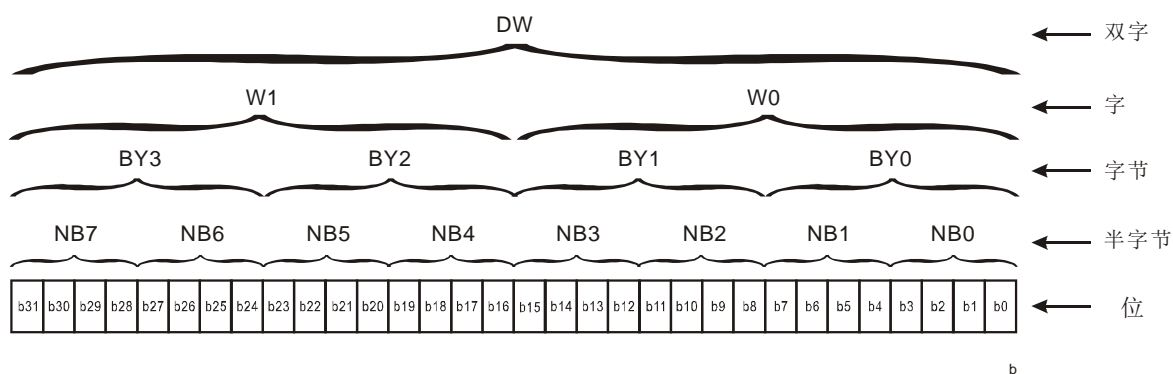 DW 双字
W1 W0 字
BY3 BY2 BY1 BY0 字节
NB7 NB6 NB5 NB4 NB3 NB2 NB1 NB0 半字节
b31 b30 b29 b28 b27 b26 b25 b24 b23 b22 b21 b20 b19 b18 b17 b16 b15 b14 b13 b12 b11 b10 b9 b8 b7 b6 b5 b4 b3 b2 b1 b0 位
b